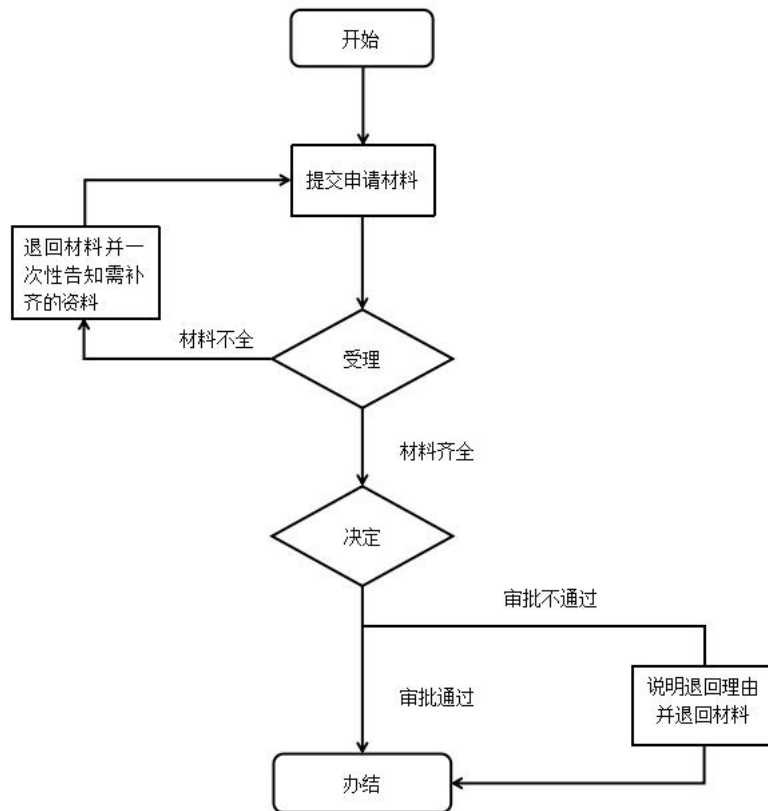 开始
提交申请材料
退回材料并一
次性告知需补
齐的资料
材料不全
受理
材料齐全
决定
审批不通过
审批通过
说明退回理由
并退回材料
办结